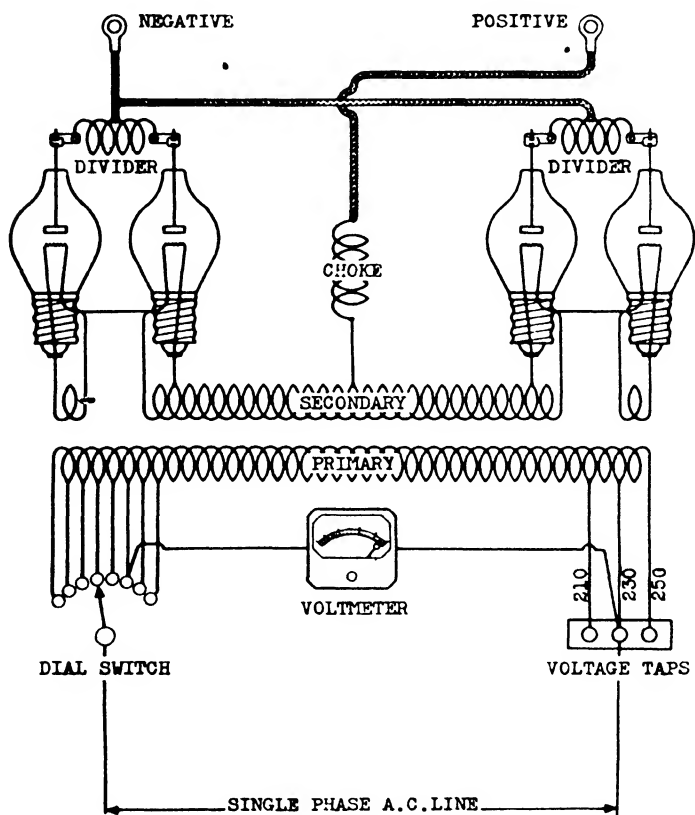 NEGATIVE
POSITIVE
DIVIDER
DIVIDER
CHOKE
SECONDARY
PRIMARY
VOLTMETER
210
230
250
DIAL SWITCH
VOLTAGE TAPS
SINGLE PHASE A.C.LINE